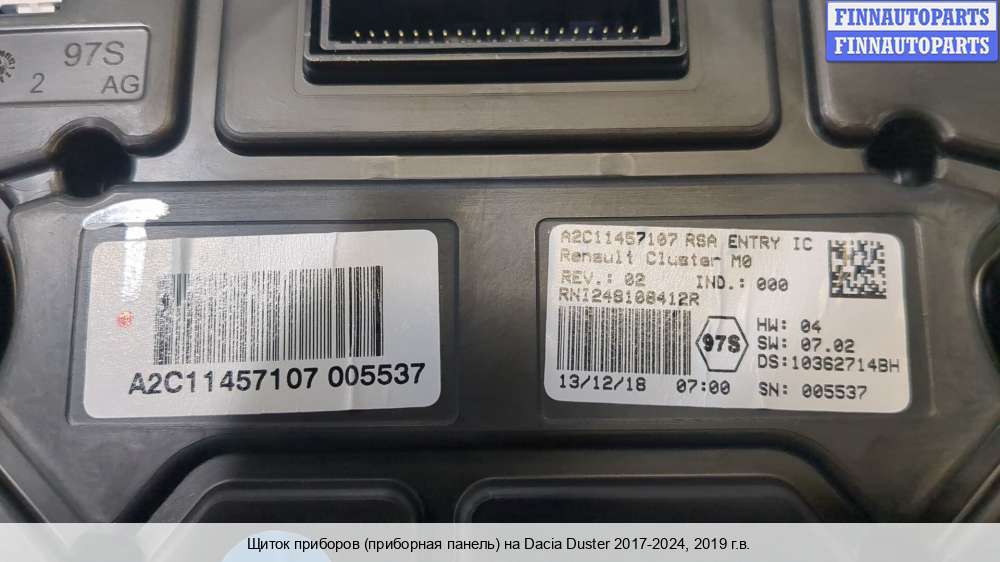 FINNAUTOPARTS
FINNAUTOPARTS
97S
2
AG
A2C11457107 005537
A2C11457107 RSA ENTRY IC
Renault Cluster M0
REV.: 02 IND.: 000
RNI248108412R
97S
HW: 04
SW: 07.02
DS:10362714BH
13/12/18 07:00 SN: 005537
Щиток приборов (приборная панель) на Dacia Duster 2017-2024, 2019 г.в.